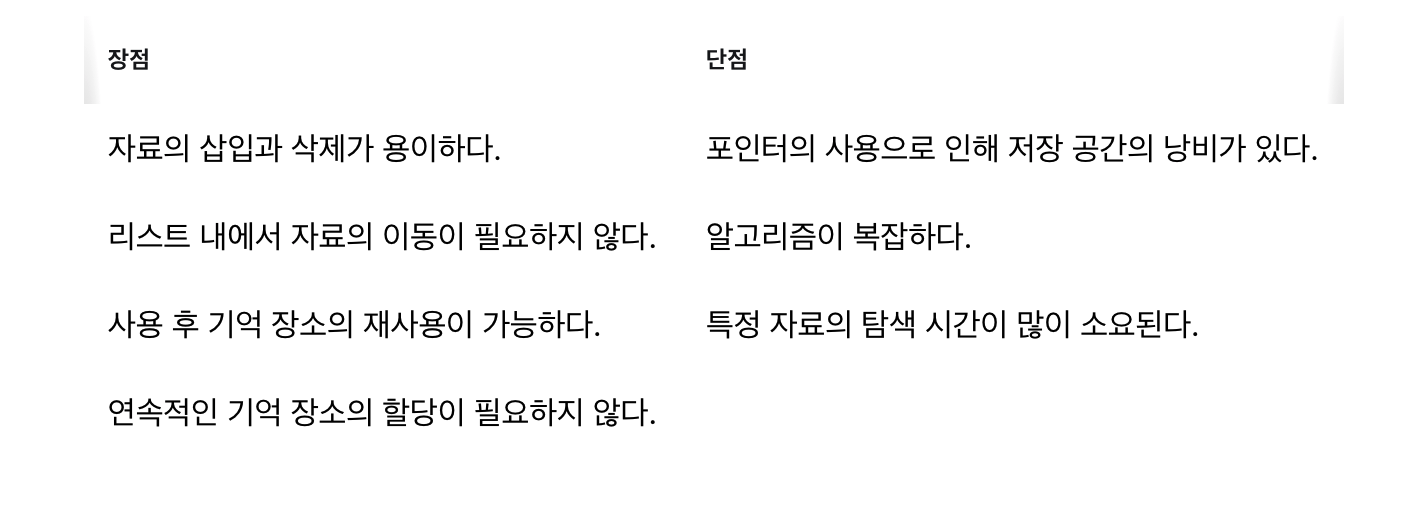 장점 단점
자료의 삽입과 삭제가 용이하다. 포인터의 사용으로 인해 저장 공간의 낭비가 있다.
리스트 내에서 자료의 이동이 필요하지 않다. 알고리즘이 복잡하다.
사용 후 기억 장소의 재사용이 가능하다. 특정 자료의 탐색 시간이 많이 소요된다.
연속적인 기억 장소의 할당이 필요하지 않다.